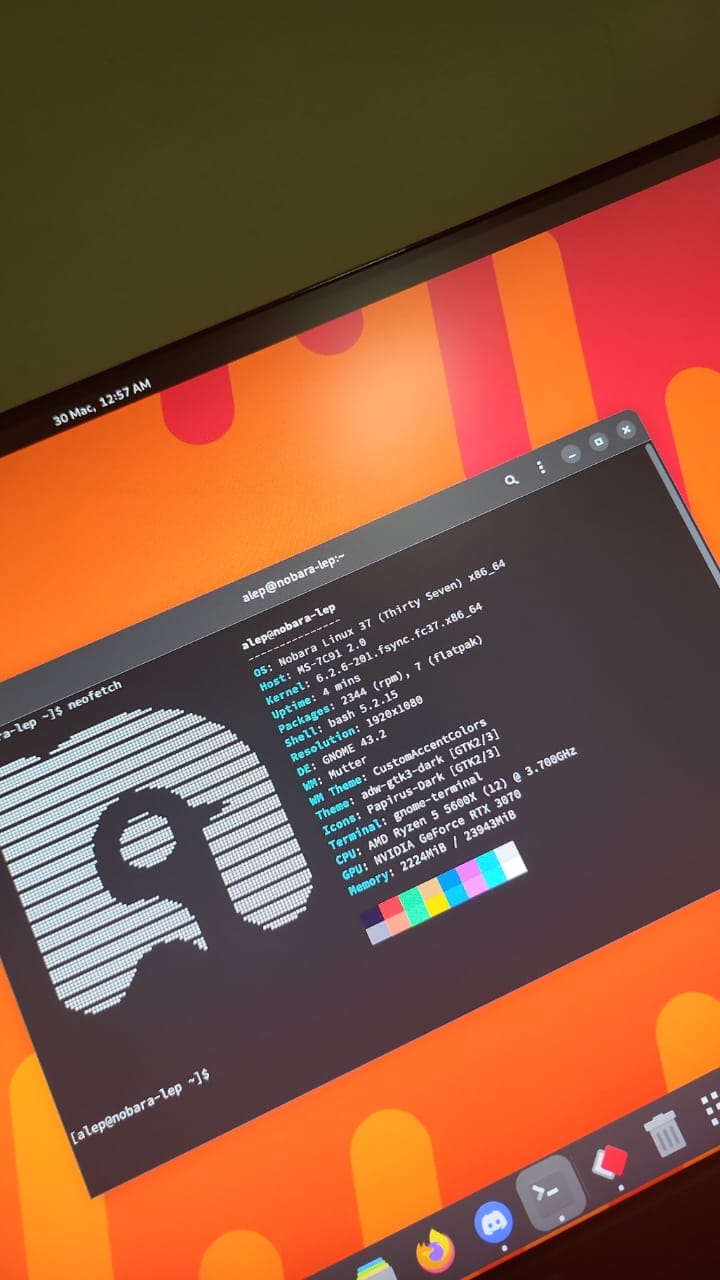 30 Mac, 12:57 AM
alep@nobara-lep:~
ra-lep ~]$ neofetch
alep@nobara-lep
---------------
OS: Nobara Linux 37 (Thirty Seven) x86_64
Host: MS-7C91 2.0
Kernel: 6.2.6-201.fsync.fc37.x86_64
Uptime: 4 mins
Packages: 2344 (rpm), 7 (flatpak)
Shell: bash 5.2.15
Resolution: 1920x1080
DE: GNOME 43.2
WM: Mutter
WM Theme: CustomAccentColors
Theme: adw-gtk3-dark [GTK2/3]
Icons: Papirus-Dark [GTK2/3]
Terminal: gnome-terminal
CPU: AMD Ryzen 5 5600X (12) @ 3.700GHz
GPU: NVIDIA GeForce RTX 3070
Memory: 2224MiB / 23943MiB
[alep@nobara-lep ~]$